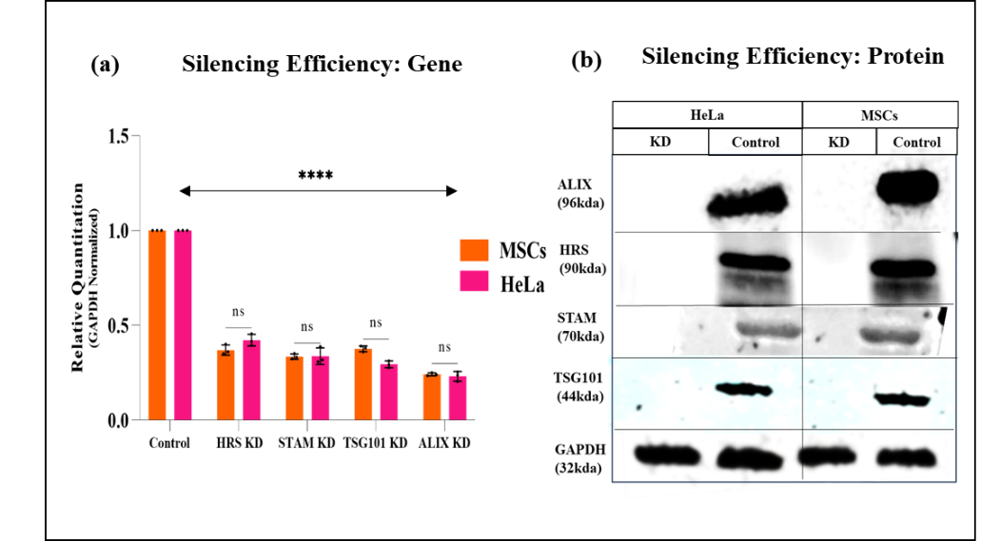 (a) Silencing Efficiency: Gene
1.5
1.0
0.5
0.0
Relative Quantitation
(GAPDH Normalized)
****
ns
ns
ns
ns
MSCs
HeLa
Control HRS KD STAM KD TSG101 KD ALIX KD
(b) Silencing Efficiency: Protein
HeLa MSCs
KD Control KD Control
ALIX
(96kda)
HRS
(90kda)
STAM
(70kda)
TSG101
(44kda)
GAPDH
(32kda)